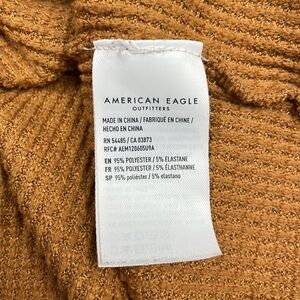 AMERICAN EAGLE
OUTFITTERS
MADE IN CHINA / FABRIQUÉ EN CHINE /
HECHO EN CHINA
RN 54485 / CA 03873
RFC# AEM120605U9A
EN 95% POLYESTER / 5% ELASTANE
FR 95% POLYESTER / 5% ÉLASTHANNE
SP 95% poliéster / 5% elastano